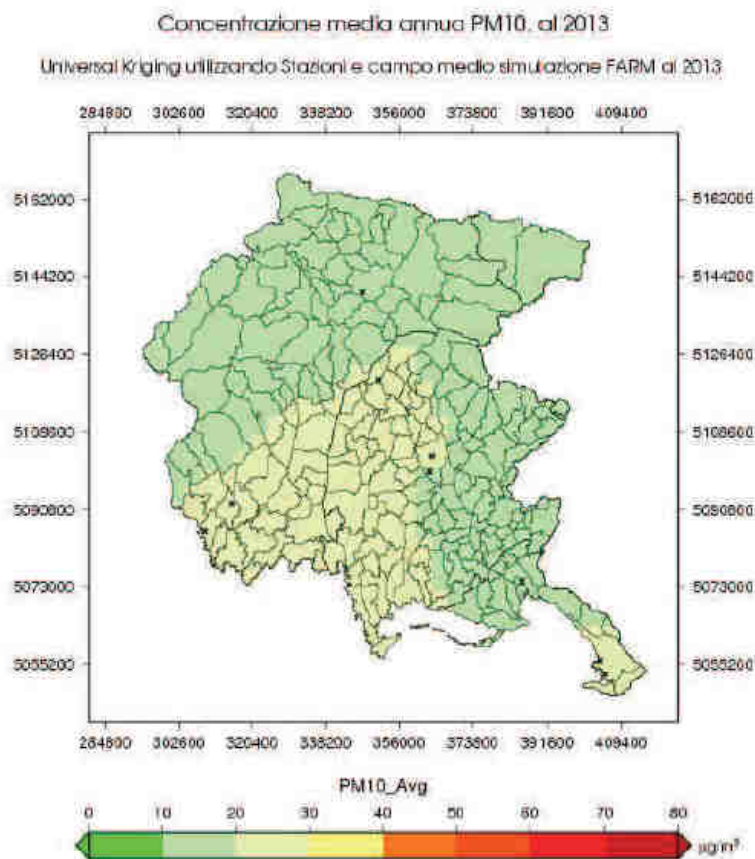 Concentrazione media annua PM10, al 2013
Universal Kriging utilizzando Stazioni e campo medio simulazione FARM al 2013
284800 302600 320400 338200 356000 373800 391600 409400
5162000 5162000
5144200 5144200
5126400 5126400
5108600 5108600
5090800 5090800
5073000 5073000
5055200 5055200
284800 302600 320400 338200 356000 373800 391600 409400
PM10_Avg
0 10 20 30 40 50 60 70 80
µg/m³